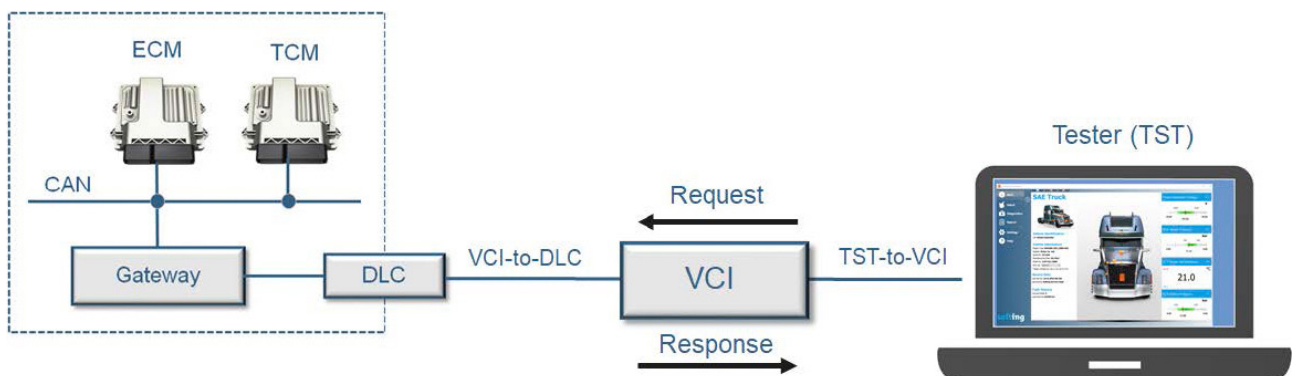 ECM
TCM
CAN
Gateway
DLC
VCI-to-DLC
Request
VCI
Response
TST-to-VCI
Tester (TST)
SAE Truck
21.0
softing